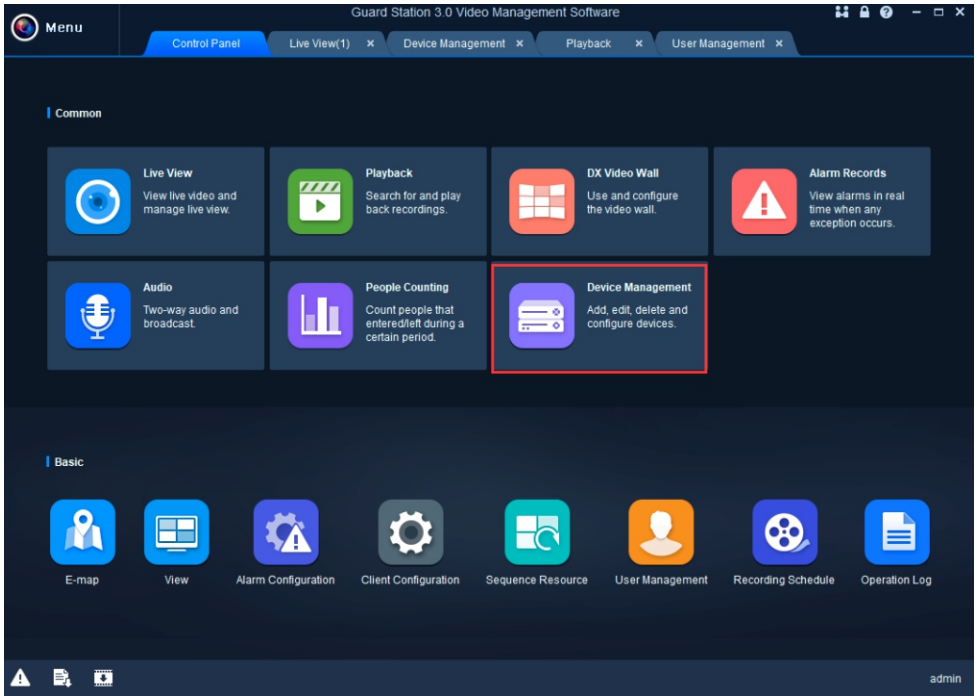 Guard Station 3.0 Video Management Software
Menu
Control Panel
Live View(1)
Device Management
Playback
User Management
Common
Live View
View live video and
manage live view.
Playback
Search for and play
back recordings.
DX Video Wall
Use and configure
the video wall.
Alarm Records
View alarms in real
time when any
exception occurs.
Audio
Two-way audio and
broadcast.
People Counting
Count people that
entered/left during a
certain period.
Device Management
Add, edit, delete and
configure devices.
Basic
E-map
View
Alarm Configuration
Client Configuration
Sequence Resource
User Management
Recording Schedule
Operation Log
admin